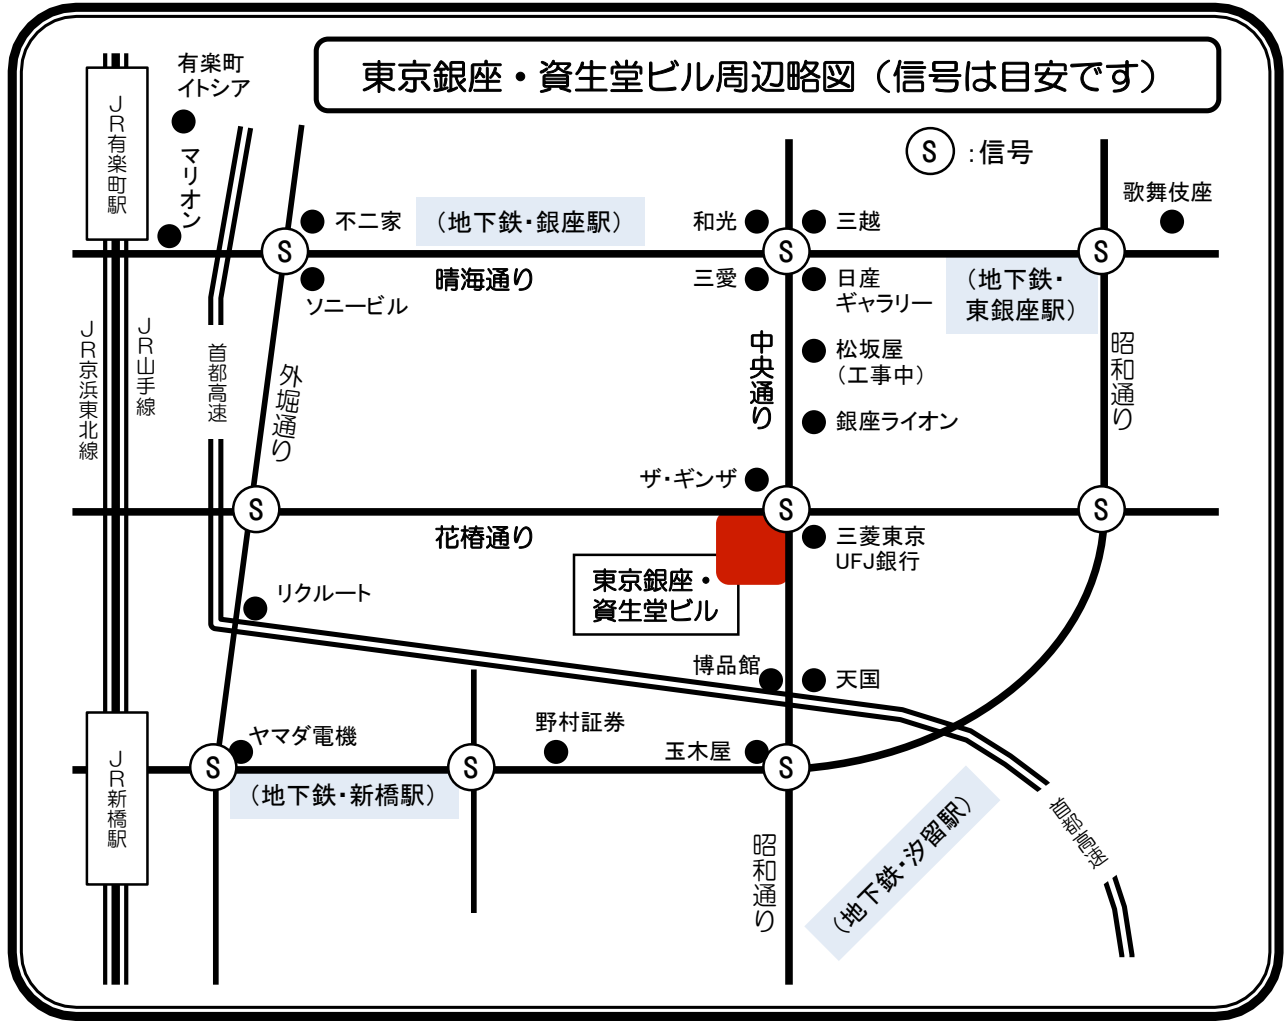 東京銀座・資生堂ビル周辺略図（信号は目安です）
有楽町
イトシア
JR有楽町駅
マリオン
S
:信号
歌舞伎座
不二家
（地下鉄・銀座駅）
和光
三越
S
S
S
晴海通り
ソニービル
三愛
日産
ギャラリー
（地下鉄・
東銀座駅）
JR京浜東北線
JR山手線
首都高速
外堀通り
中央通り
松坂屋
（工事中）
昭和通り
銀座ライオン
ザ・ギンザ
S
S
S
花椿通り
三菱東京
UFJ銀行
東京銀座・
資生堂ビル
リクルート
博品館
天国
JR新橋駅
ヤマダ電機
野村証券
玉木屋
S
S
S
（地下鉄・新橋駅）
昭和通り
（地下鉄・汐留駅）
首都高速